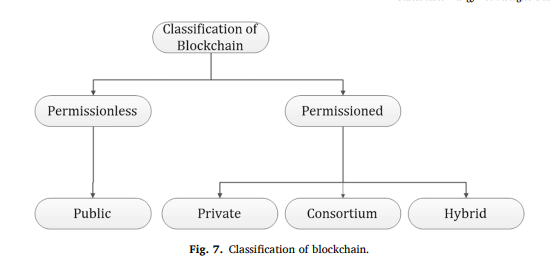 Classification of
Blockchain
Permissionless
Permissioned
Public
Private
Consortium
Hybrid
Fig. 7. Classification of blockchain.